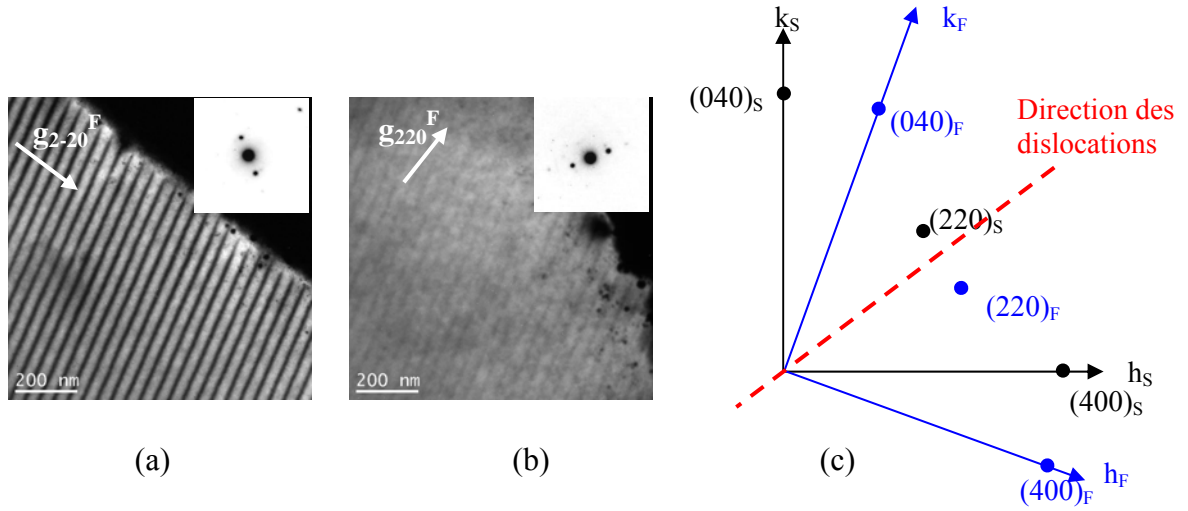 g2-20F
200 nm
(a)
g220F
200 nm
(b)
kS
kF
(040)S
(040)F
Direction des
dislocations
(220)S
(220)F
hS
(400)S
hF
(400)F
(c)